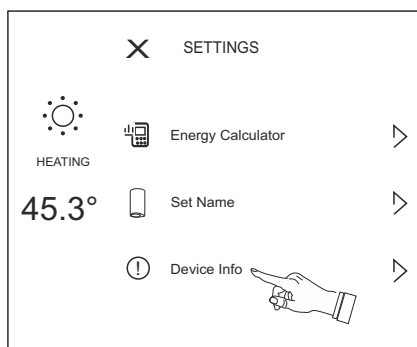 SETTINGS
Energy Calculator
HEATING
45.3°
Set Name
Device Info